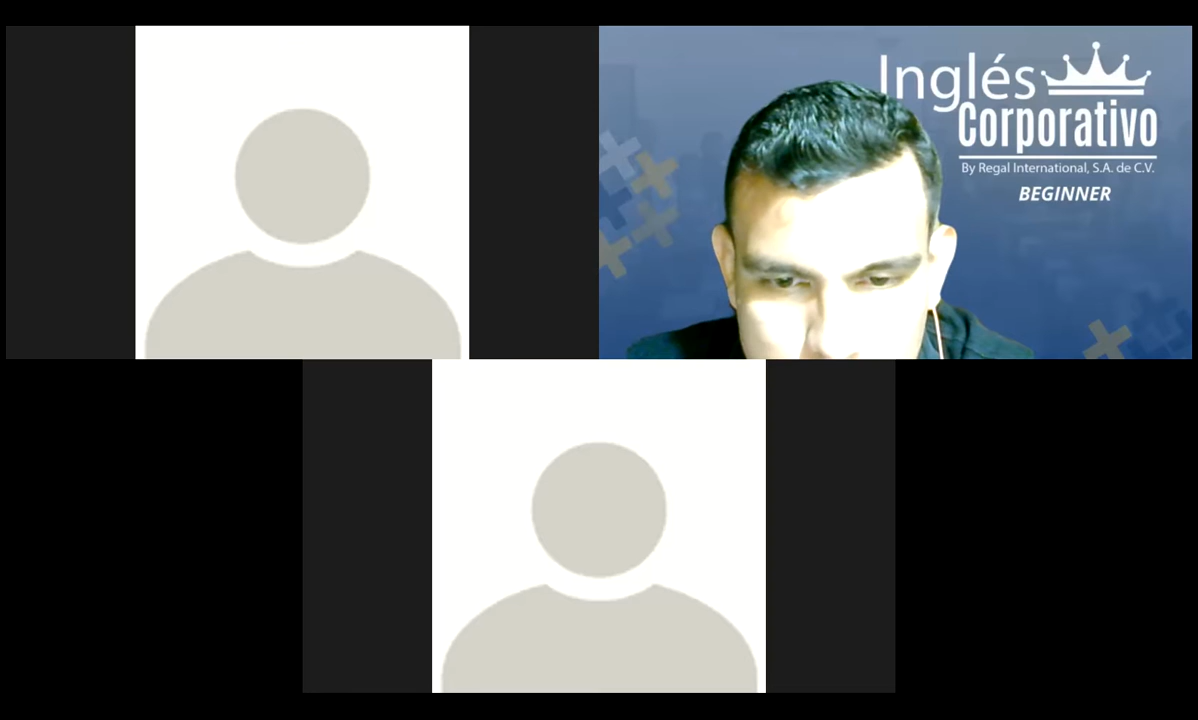 Inglés
Corporativo
By Regal International, S.A. de C.V.
BEGINNER